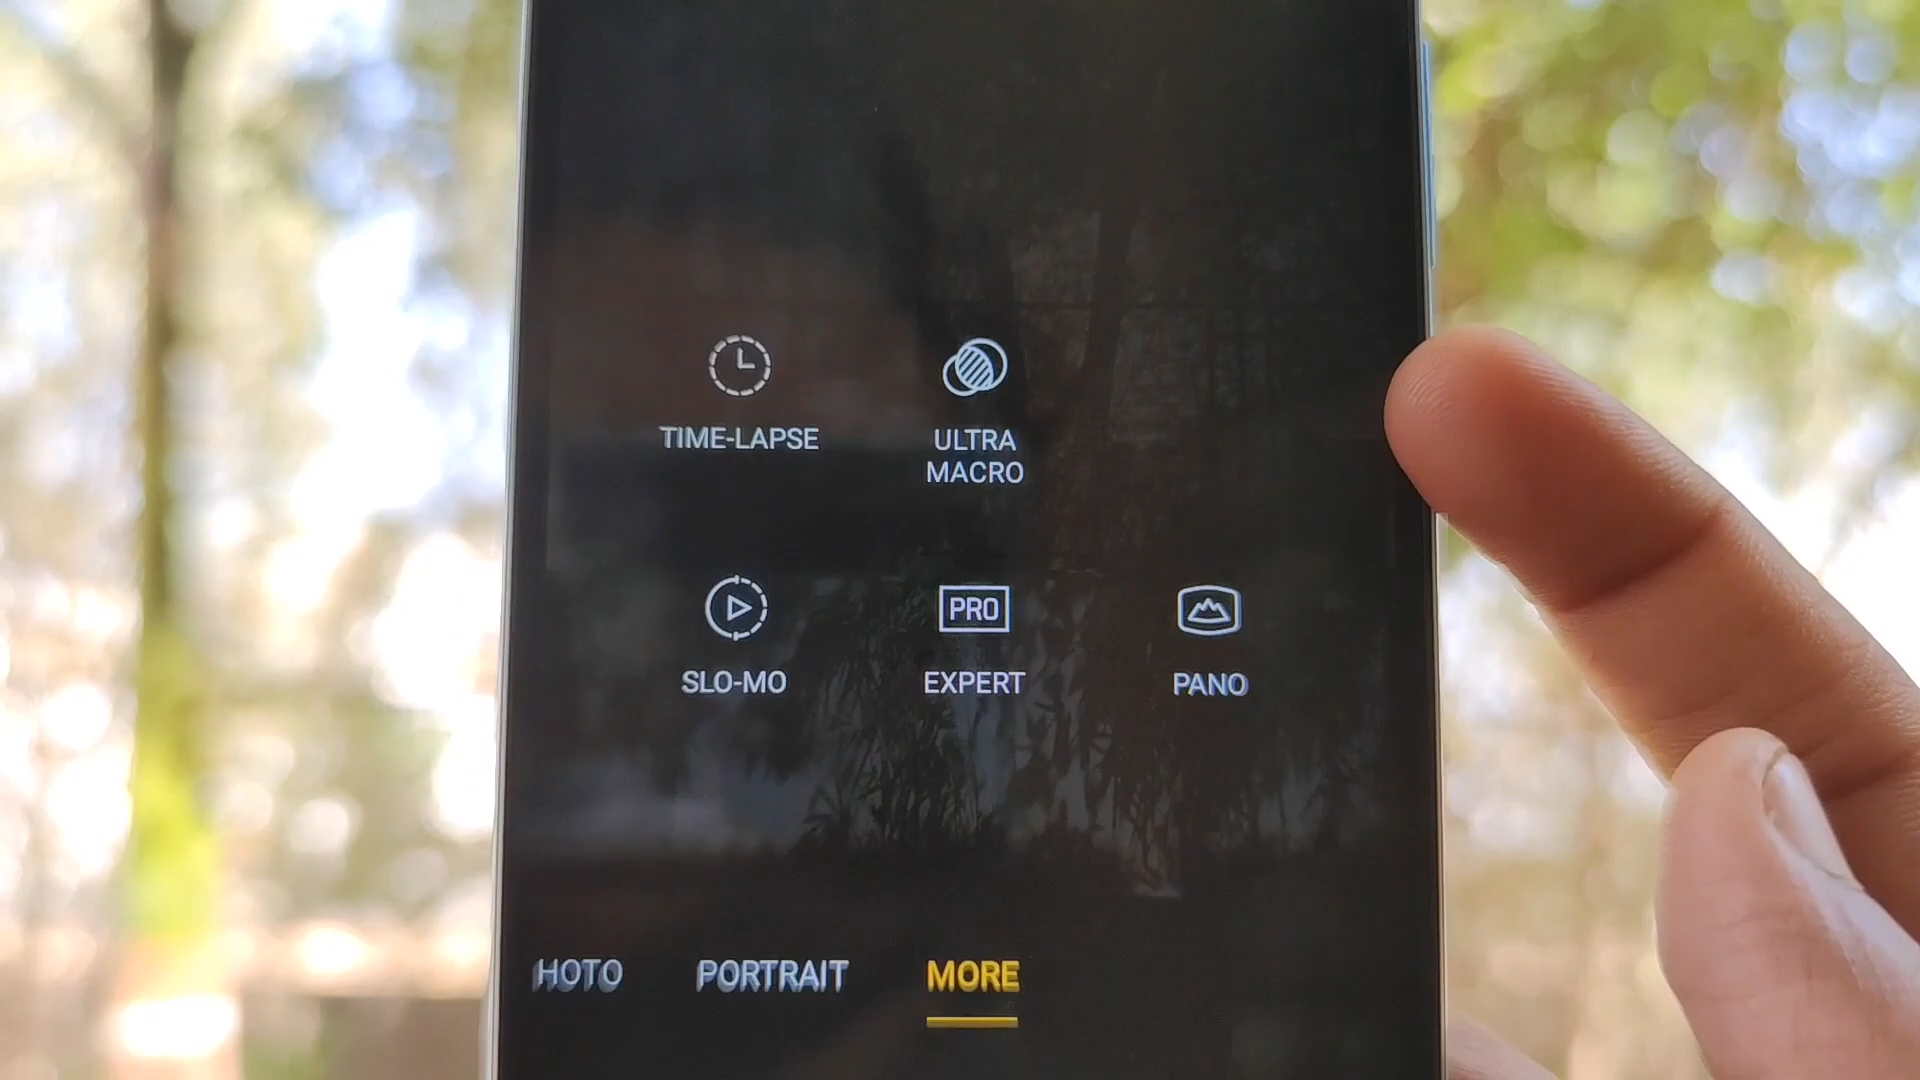 TIME-LAPSE
ULTRA
MACRO
PRO
SLO-MO
EXPERT
PANO
HOTO
PORTRAIT
MORE